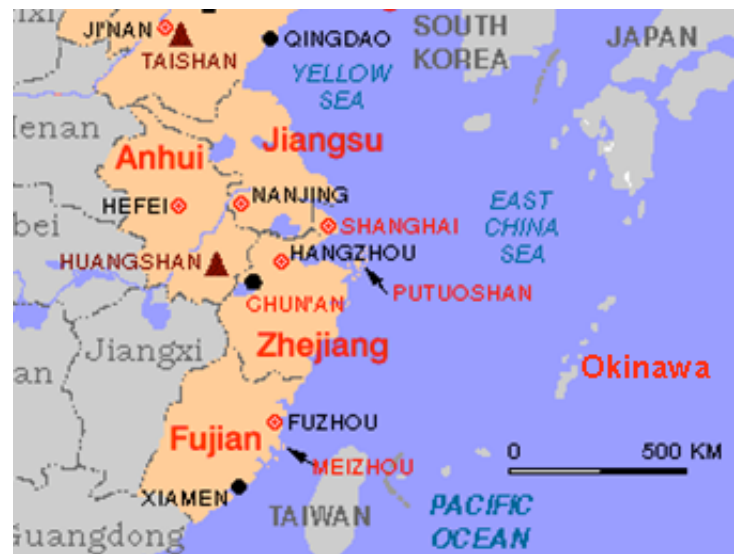 JI'NAN
TAISHAN
QINGDAO
SOUTH
KOREA
JAPAN
YELLOW
SEA
Jiangsu
Anhui
HEFEI
NANJING
SHANGHAI
EAST
CHINA
SEA
HUANGSHAN
HANGZHOU
CHUN'AN
PUTUOSHAN
Jiangxi
Zhejiang
Okinawa
Fujian
FUZHOU
MEIZHOU
0 500 KM
XIAMEN
TAIWAN
PACIFIC
OCEAN
Guangdong